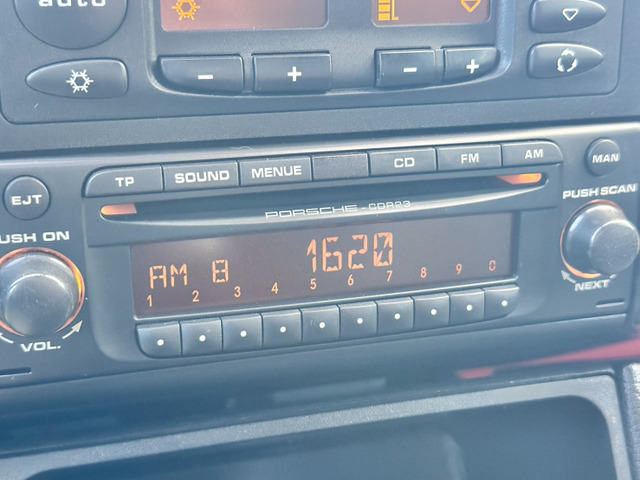 auto
TP SOUND MENUE CD FM AM MAN
EJT
PORSCHE CDR23
PUSH ON
PUSH SCAN
AM 8 1620
1 2 3 4 5 6 7 8 9 0
VOL.
NEXT